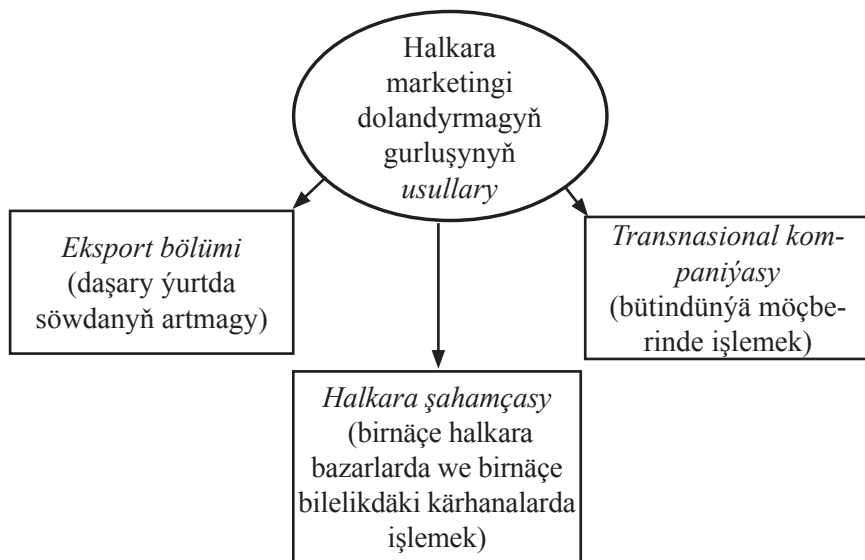 Halkara
marketingi
dolandyrmagyň
gurluşynyň
usullary
Eksport bölümi
(daşary ýurtda
söwdanyň artmagy)
Transnasional kom-
paniýasy
(bütindünýä möçbe-
rinde işlemek)
Halkara şahamçasy
(birnäçe halkara
bazarlarda we birnäçe
bilelikdäki kärhanalarda
işlemek)